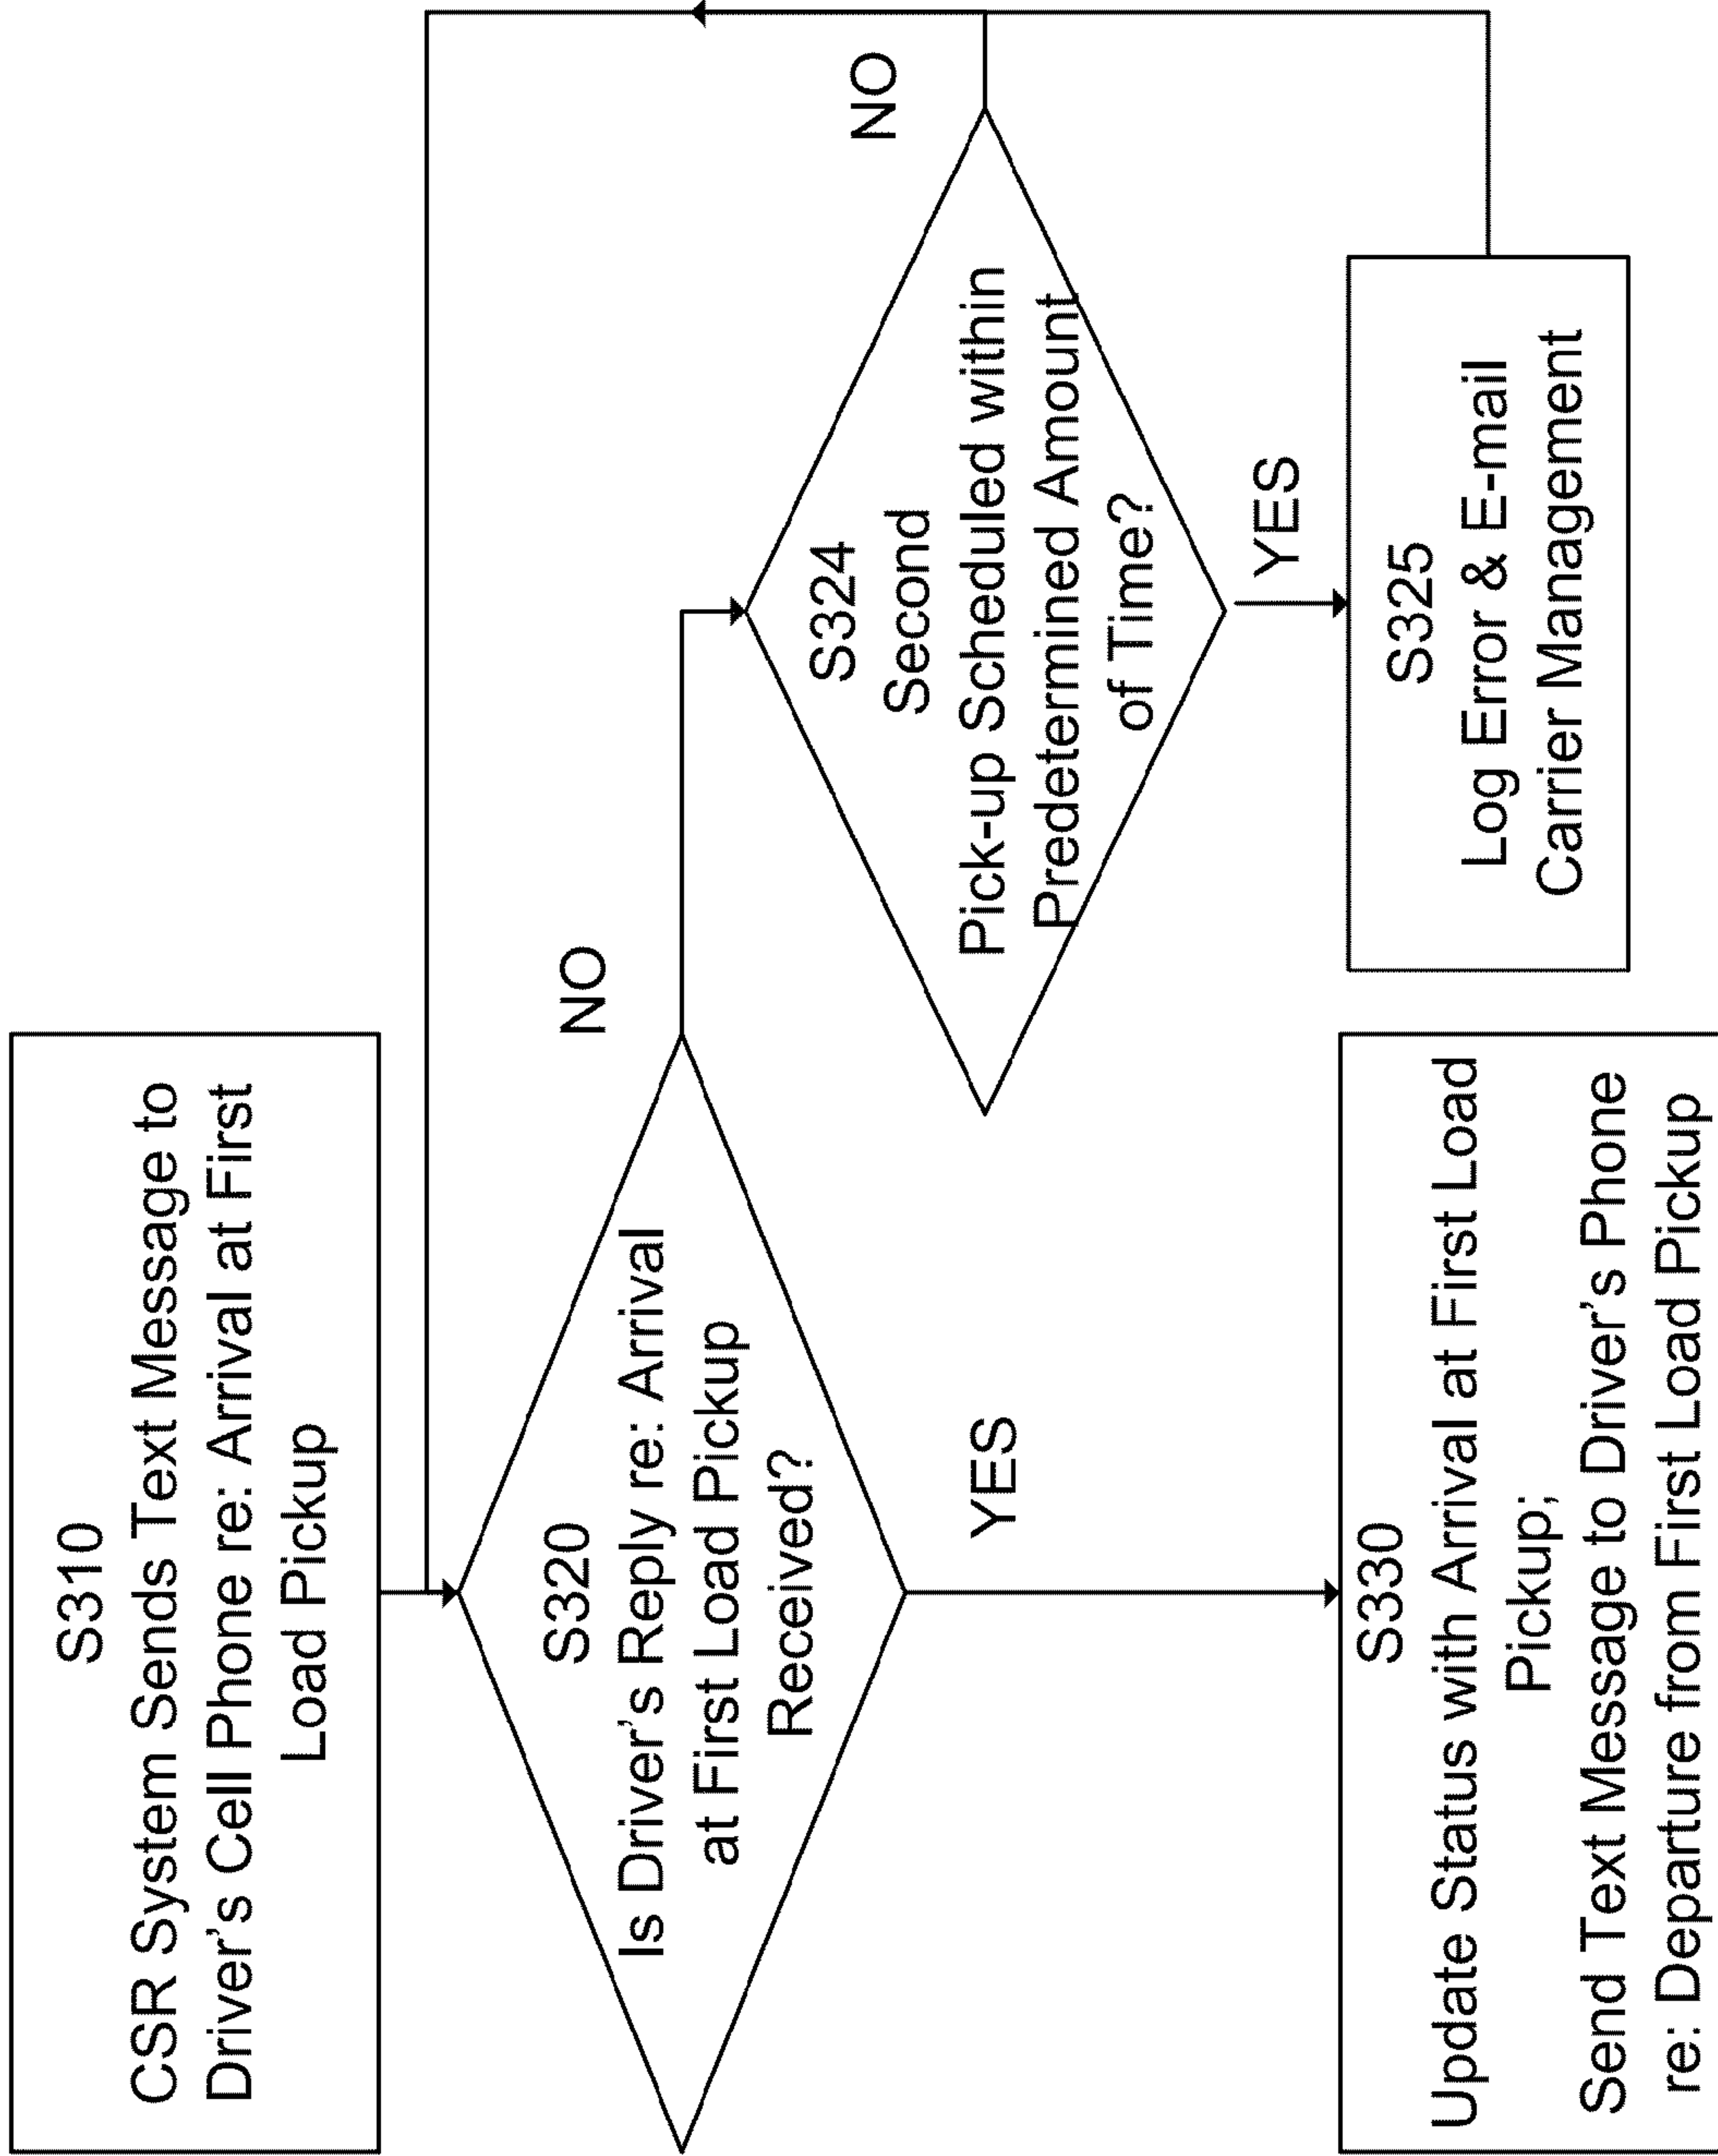 S310
CSR System Sends Text Message to
Driver's Cell Phone re: Arrival at First
Load Pickup
S320
Is Driver's Reply re: Arrival
at First Load Pickup
Received?
NO
YES
S324
Second
Pick-up Scheduled within
Predetermined Amount
of Time?
NO
YES
S325
Log Error & E-mail
Carrier Management
S330
Update Status with Arrival at First Load
Pickup;
Send Text Message to Driver's Phone
re: Departure from First Load Pickup